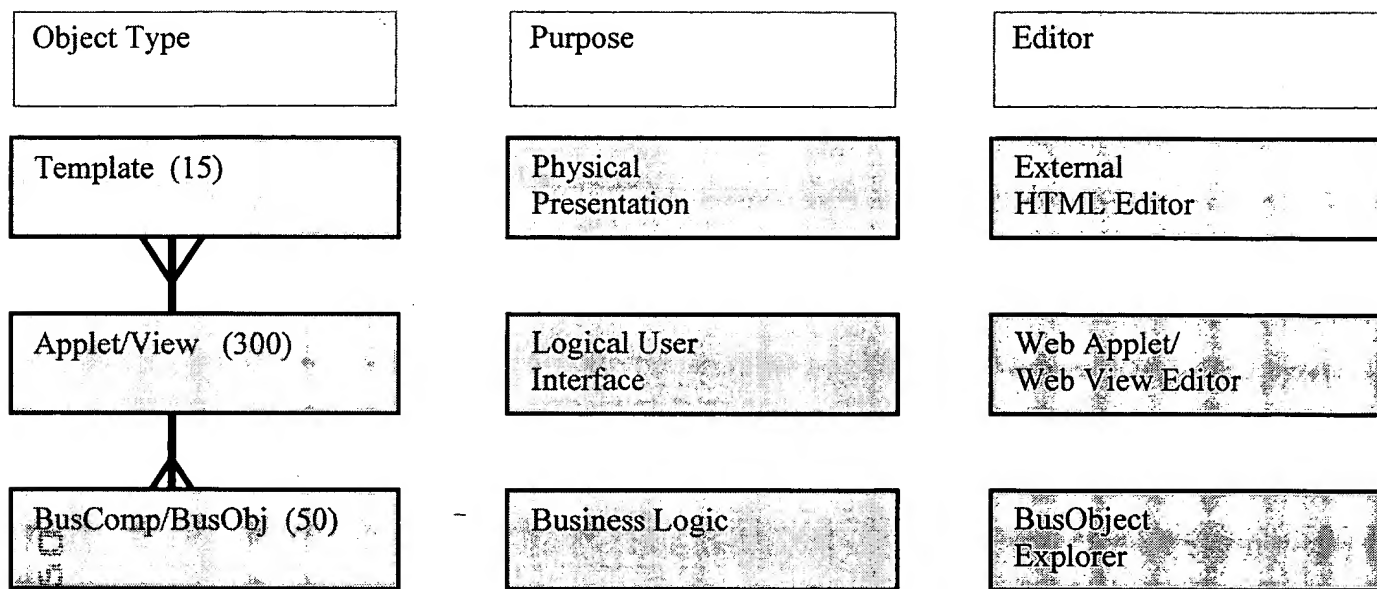 Object Type
Purpose
Editor
Template (15)
Physical
Presentation
External
HTML Editor
Applet/View (300)
Logical User
Interface
Web Applet/
Web View Editor
BusComp/BusObj (50)
Business Logic
BusObject
Explorer